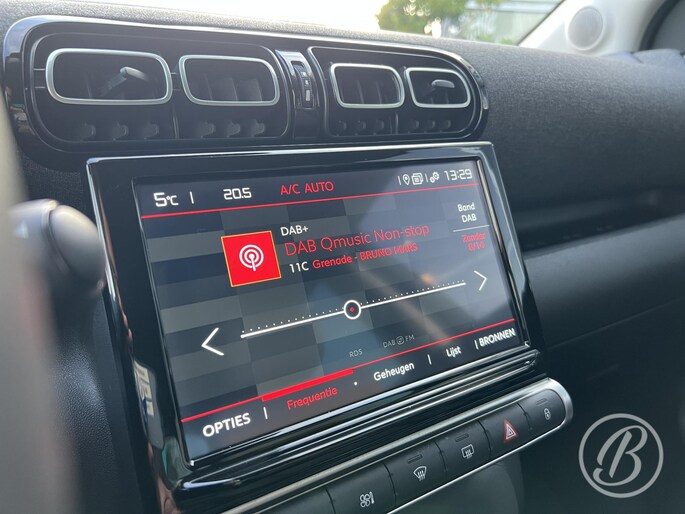 5°C | 20.5 A/C AUTO 13:29
DAB+
DAB Qmusic Non-stop
11C Grenade - BRUNO MARS
Band
DAB
Zender
RDS DAB FM
OPTIES | Frequentie • Geheugen | Lijst | BRONNEN
B